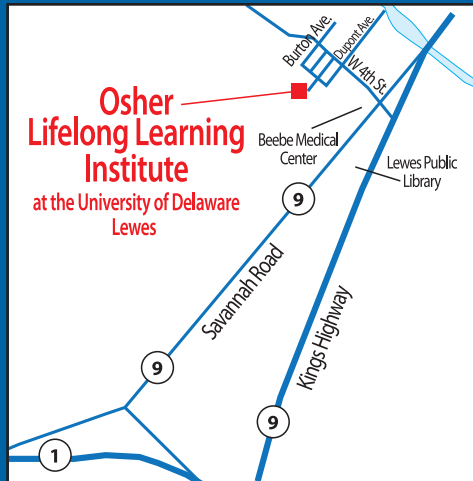 Burton Ave.
Dupont Ave.
W 4th St.
Osher
Lifelong Learning
Institute
at the University of Delaware
Lewes
Beebe Medical
Center
Lewes Public
Library
9
Savannah Road
Kings Highway
9
9
1